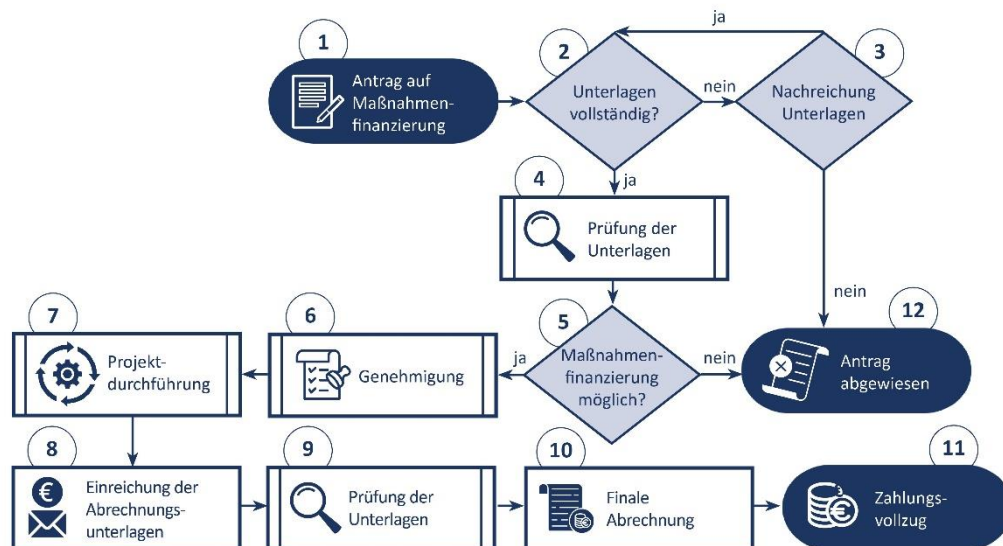 1
Antrag auf
Maßnahmen-
finanzierung
2
Unterlagen
vollständig?
ja
nein
3
Nachreichung
Unterlagen
ja
nein
4
Prüfung der
Unterlagen
5
Maßnahmen-
finanzierung
möglich?
ja
nein
12
Antrag
abgewiesen
6
Genehmigung
7
Projekt-
durchführung
8
€
Einreichung der
Abrechnungs-
unterlagen
9
Prüfung der
Unterlagen
10
Finale
Abrechnung
11
€
Zahlungs-
vollzug